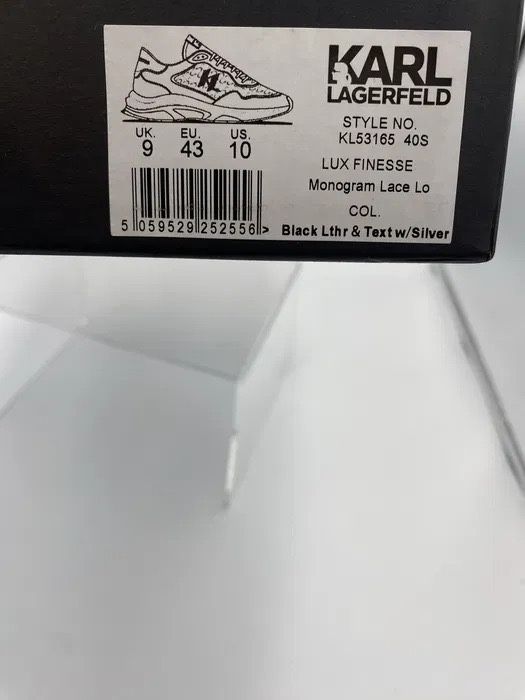 KARL
LAGERFELD
STYLE NO.
KL53165 40S
LUX FINESSE
Monogram Lace Lo
COL.
Black Lthr & Text w/Silver
UK. EU. US.
9 43 10
5 059529 252556 >